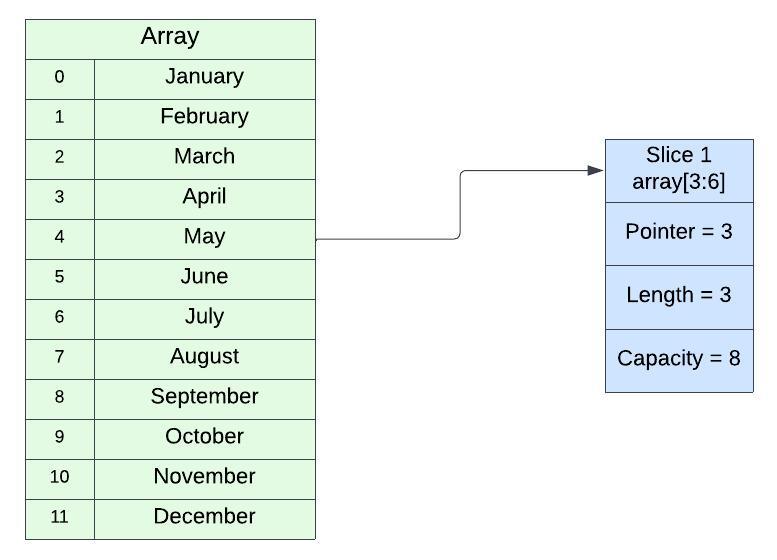 Array
0 January
1 February
2 March
3 April
4 May
5 June
6 July
7 August
8 September
9 October
10 November
11 December
Slice 1
array[3:6]
Pointer = 3
Length = 3
Capacity = 8